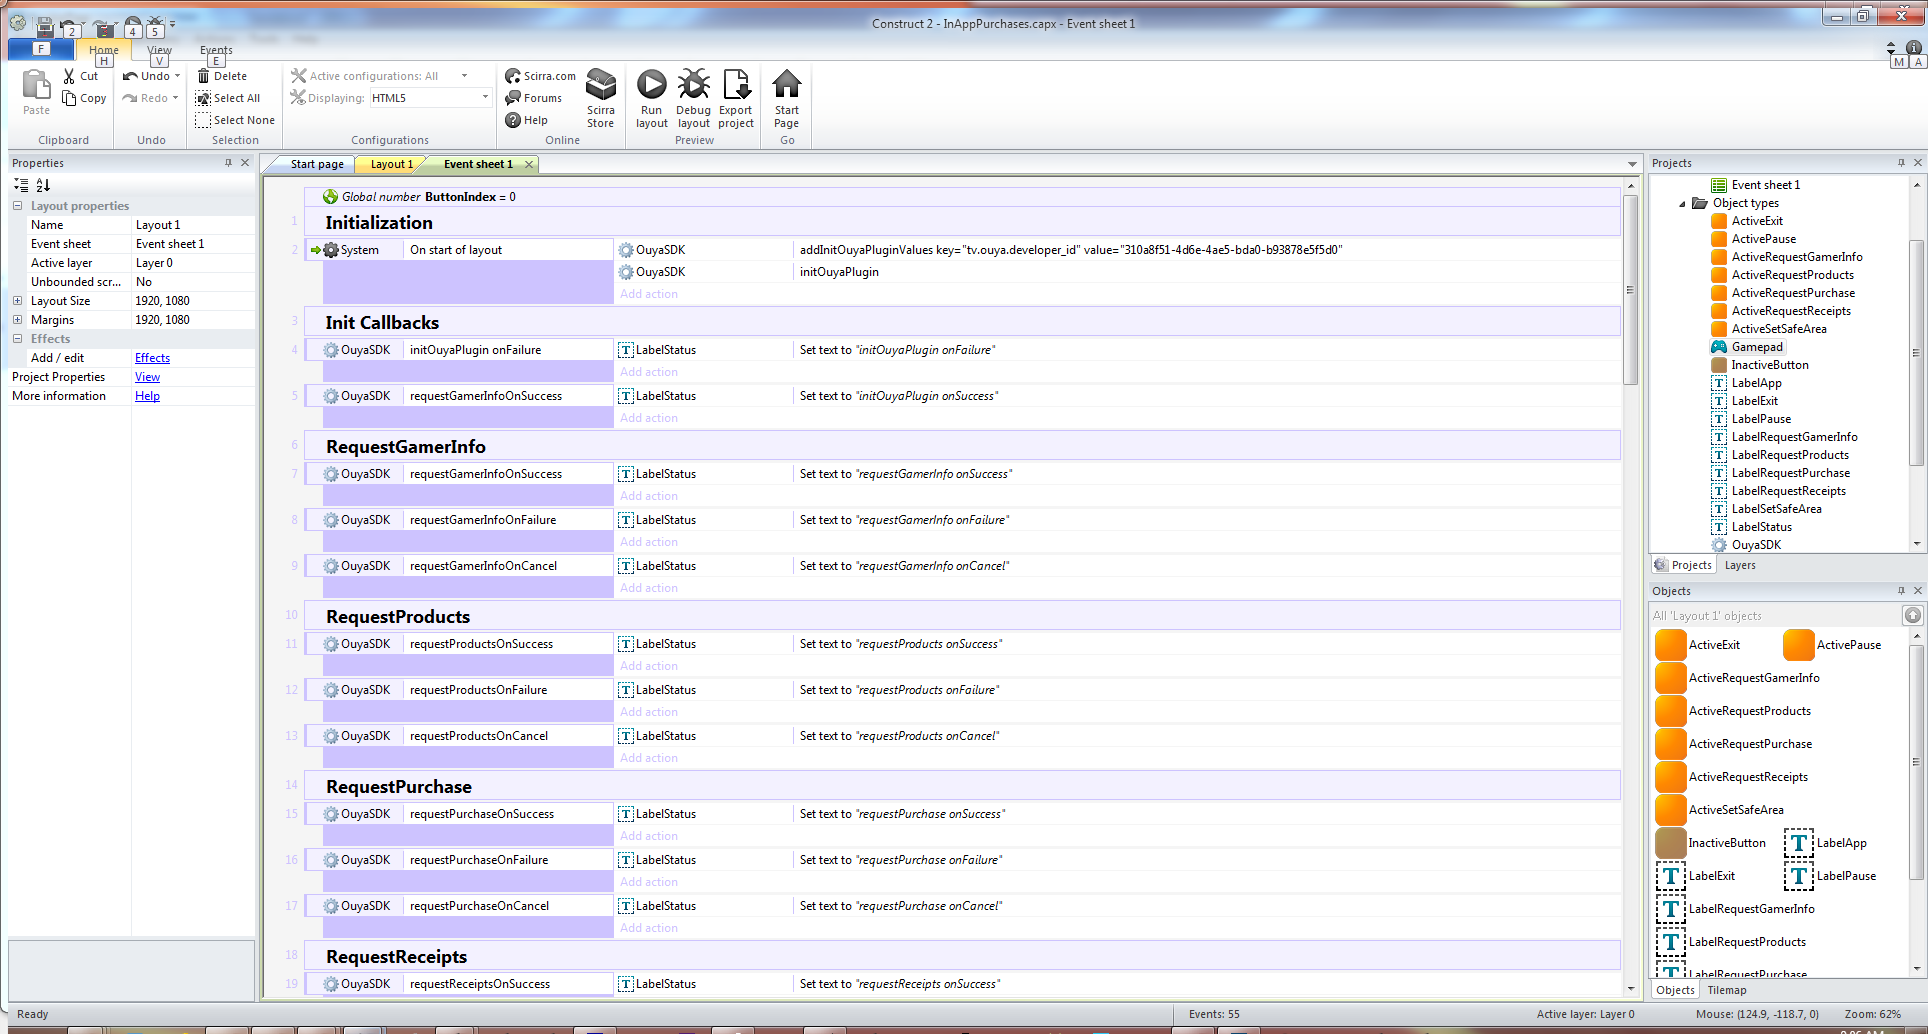 Construct 2 - InAppPurchases.capx - Event sheet 1
2 3 4 5
F Home View Events
H V E M A
Paste Cut Copy
Clipboard
Undo Redo
Undo
Delete
Select All
Select None
Selection
Active configurations: All
Displaying: HTML5
Configurations
Scirra.com
Forums
Help
Scirra Store
Online
Run layout
Debug layout
Export project
Preview
Start Page
Go
Properties
Layout properties
Name Layout 1
Event sheet Event sheet 1
Active layer Layer 0
Unbounded scr... No
Layout Size 1920, 1080
Margins 1920, 1080
Effects
Add / edit Effects
Project Properties View
More information Help
Start page Layout 1 Event sheet 1
Global number ButtonIndex = 0
1 Initialization
2 System On start of layout OuyaSDK addInitOuyaPluginValues key="tv.ouya.developer_id" value="310a8f51-4d6e-4ae5-bda0-b93878e5f5d0"
OuyaSDK initOuyaPlugin
Add action
3 Init Callbacks
4 OuyaSDK initOuyaPlugin onFailure LabelStatus Set text to "initOuyaPlugin onFailure"
Add action
5 OuyaSDK requestGamerInfoOnSuccess LabelStatus Set text to "initOuyaPlugin onSuccess"
Add action
6 RequestGamerInfo
7 OuyaSDK requestGamerInfoOnSuccess LabelStatus Set text to "requestGamerInfo onSuccess"
Add action
8 OuyaSDK requestGamerInfoOnFailure LabelStatus Set text to "requestGamerInfo onFailure"
Add action
9 OuyaSDK requestGamerInfoOnCancel LabelStatus Set text to "requestGamerInfo onCancel"
Add action
10 RequestProducts
11 OuyaSDK requestProductsOnSuccess LabelStatus Set text to "requestProducts onSuccess"
Add action
12 OuyaSDK requestProductsOnFailure LabelStatus Set text to "requestProducts onFailure"
Add action
13 OuyaSDK requestProductsOnCancel LabelStatus Set text to "requestProducts onCancel"
Add action
14 RequestPurchase
15 OuyaSDK requestPurchaseOnSuccess LabelStatus Set text to "requestPurchase onSuccess"
Add action
16 OuyaSDK requestPurchaseOnFailure LabelStatus Set text to "requestPurchase onFailure"
Add action
17 OuyaSDK requestPurchaseOnCancel LabelStatus Set text to "requestPurchase onCancel"
Add action
18 RequestReceipts
19 OuyaSDK requestReceiptsOnSuccess LabelStatus Set text to "requestReceipts onSuccess"
Projects
Event sheet 1
Object types
ActiveExit
ActivePause
ActiveRequestGamerInfo
ActiveRequestProducts
ActiveRequestPurchase
ActiveRequestReceipts
ActiveSetSafeArea
Gamepad
InactiveButton
LabelApp
LabelExit
LabelPause
LabelRequestGamerInfo
LabelRequestProducts
LabelRequestPurchase
LabelRequestReceipts
LabelSetSafeArea
LabelStatus
OuyaSDK
Projects Layers
Objects
All 'Layout 1' objects
ActiveExit ActivePause
ActiveRequestGamerInfo
ActiveRequestProducts
ActiveRequestPurchase
ActiveRequestReceipts
ActiveSetSafeArea
InactiveButton LabelApp
LabelExit LabelPause
LabelRequestGamerInfo
LabelRequestProducts
LabelRequestPurchase
Objects Tilemap
Ready Events: 55 Active layer: Layer 0 Mouse: (124.9, -118.7, 0) Zoom: 62%